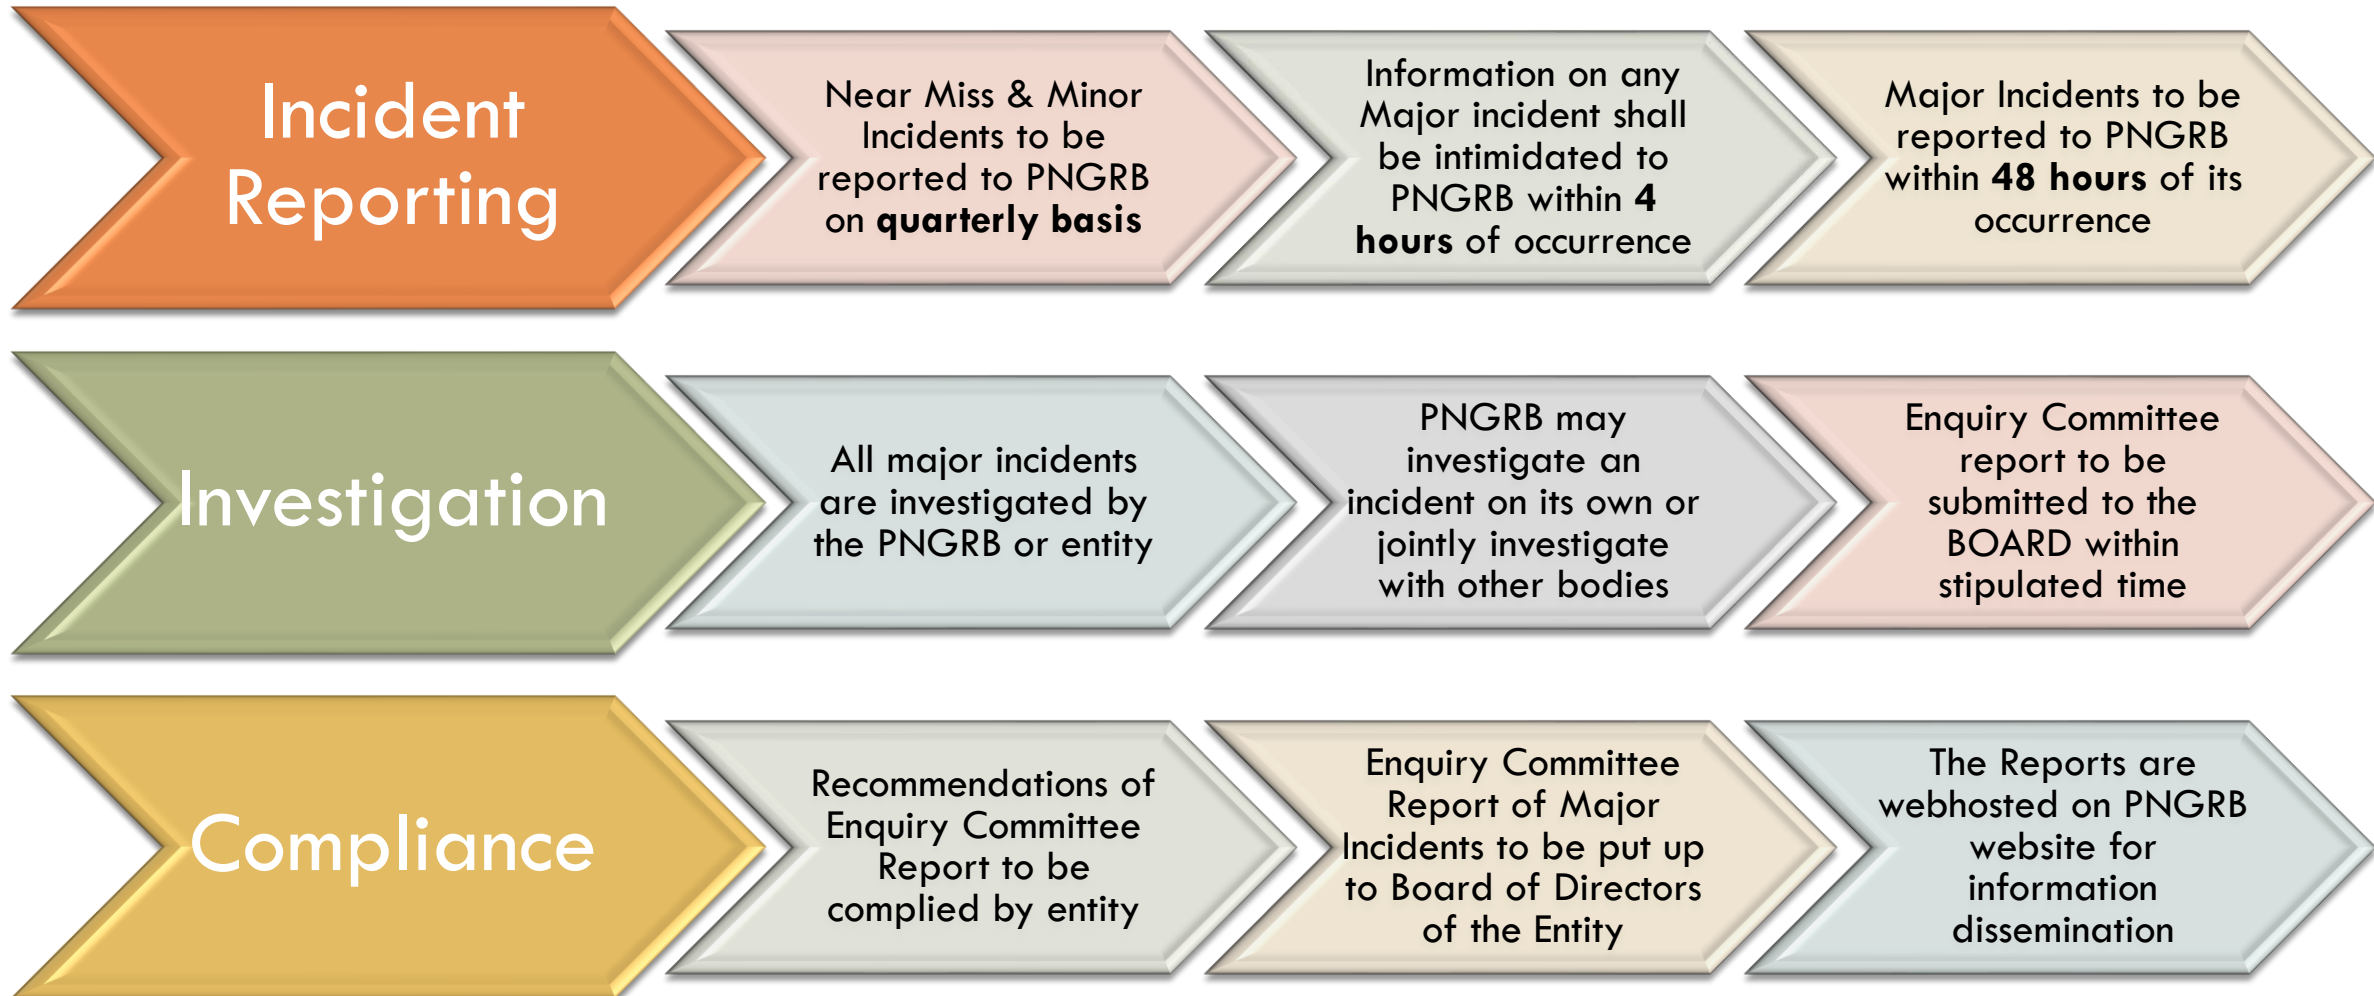 Incident
Reporting
Near Miss & Minor
Incidents to be
reported to PNGRB
on quarterly basis
Information on any
Major incident shall
be intimidated to
PNGRB within 4
hours of occurrence
Major Incidents to be
reported to PNGRB
within 48 hours of its
occurrence
Investigation
All major incidents
are investigated by
the PNGRB or entity
PNGRB may
investigate an
incident on its own or
jointly investigate
with other bodies
Enquiry Committee
report to be
submitted to the
BOARD within
stipulated time
Compliance
Recommendations of
Enquiry Committee
Report to be
complied by entity
Enquiry Committee
Report of Major
Incidents to be put up
to Board of Directors
of the Entity
The Reports are
webhosted on PNGRB
website for
information
dissemination